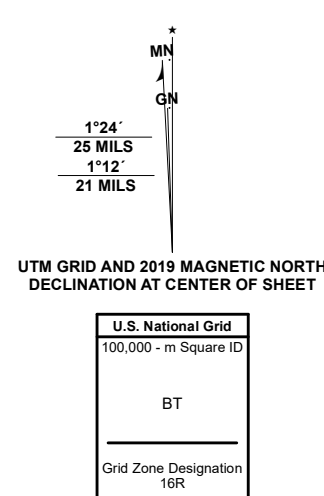 ★
MN
GN
1°24´
25 MILS
1°12´
21 MILS
UTM GRID AND 2019 MAGNETIC NORTH
DECLINATION AT CENTER OF SHEET
U.S. National Grid
100,000 - m Square ID
BT
Grid Zone Designation
16R